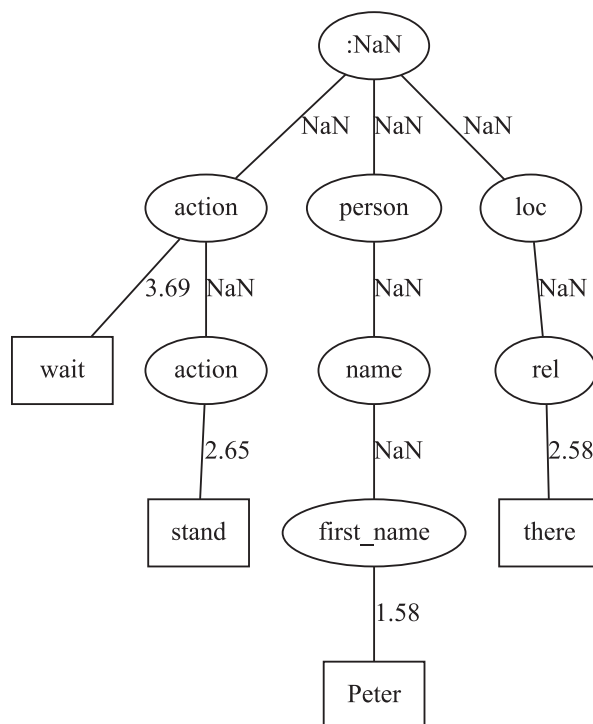 :NaN
NaN NaN NaN
action person loc
3.69 NaN NaN NaN
wait action name rel
2.65 NaN 2.58
stand first_name there
1.58
Peter